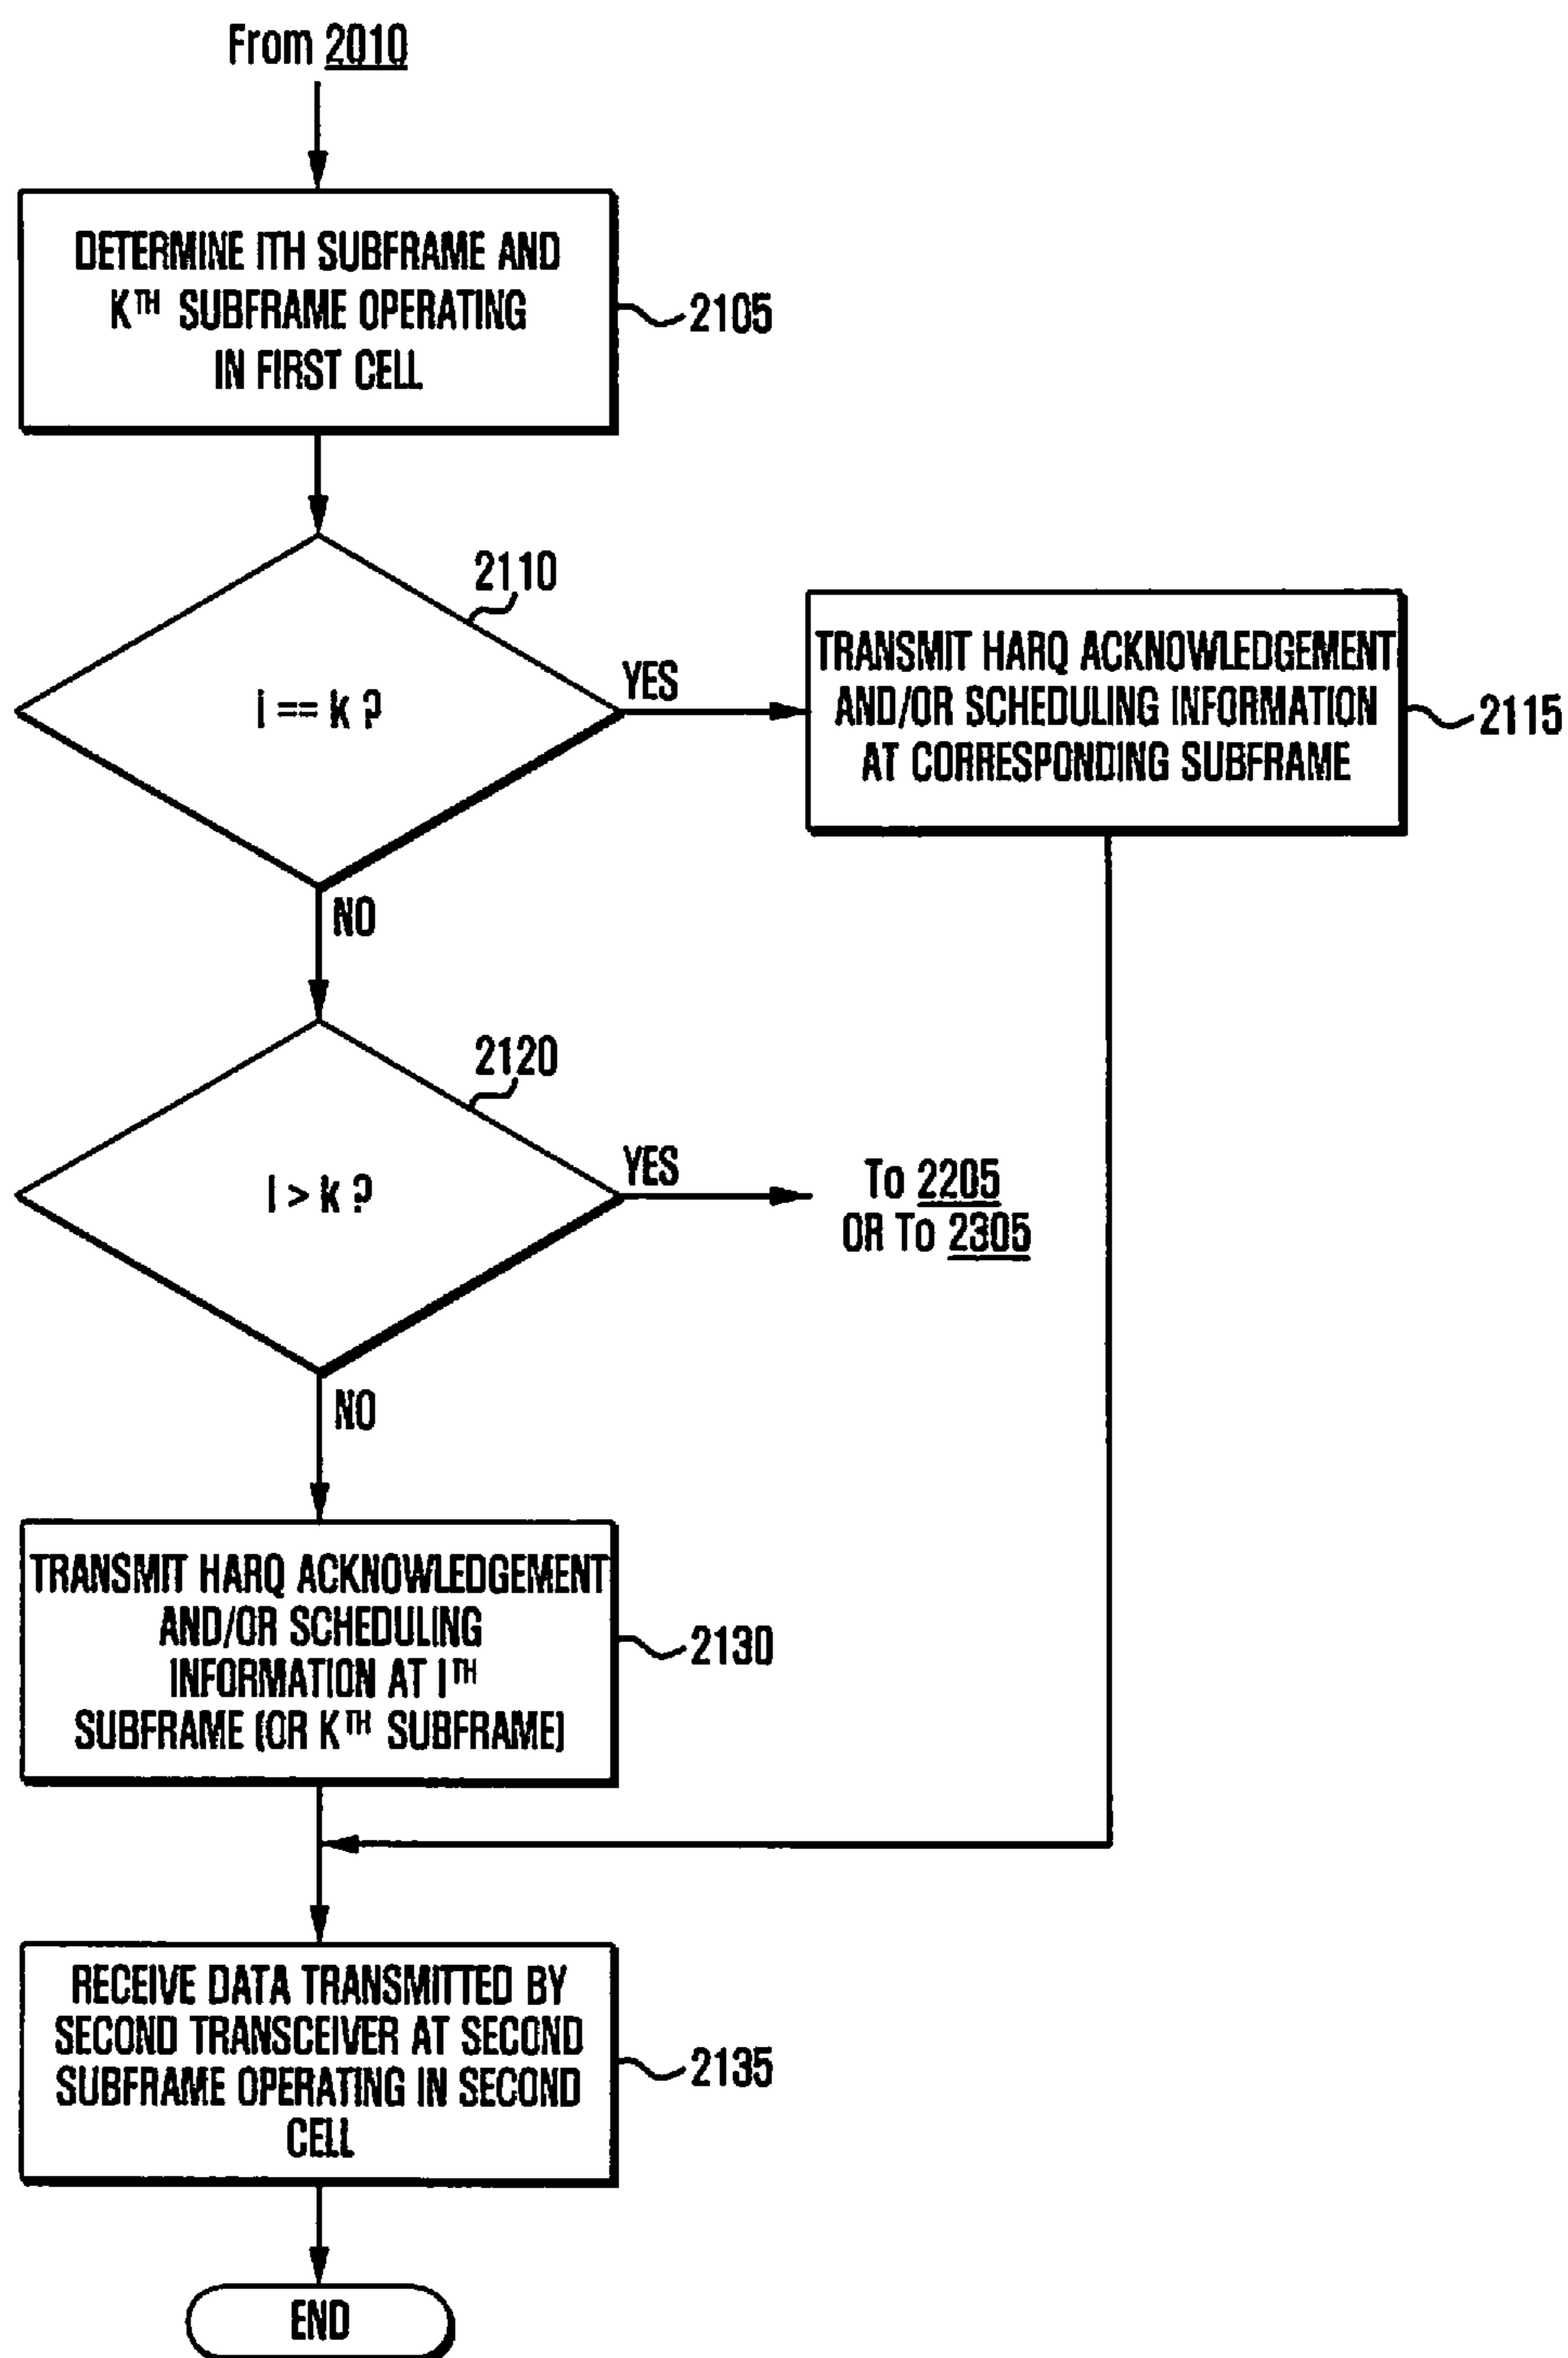 From 2010
DETERMINE ITH SUBFRAME AND
KTH SUBFRAME OPERATING
IN FIRST CELL
2105
2110
i == k ?
YES
TRANSMIT HARQ ACKNOWLEDGEMENT
AND/OR SCHEDULING INFORMATION
AT CORRESPONDING SUBFRAME
2115
NO
2120
i > k ?
YES
To 2205
OR To 2305
NO
TRANSMIT HARQ ACKNOWLEDGEMENT
AND/OR SCHEDULING
INFORMATION AT ITH
SUBFRAME (OR KTH SUBFRAME)
2130
RECEIVE DATA TRANSMITTED BY
SECOND TRANSCEIVER AT SECOND
SUBFRAME OPERATING IN SECOND
CELL
2135
END